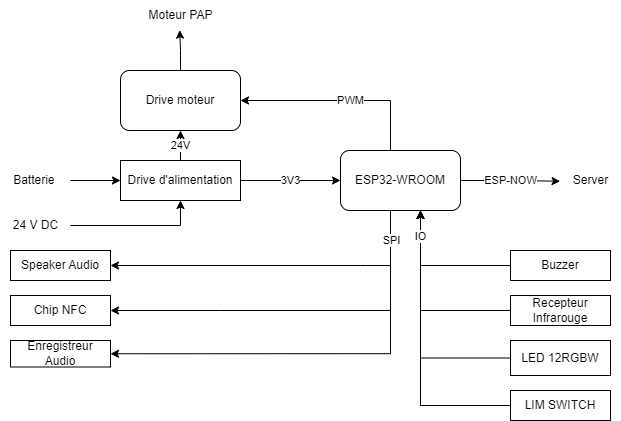 Moteur PAP
Drive moteur
PWM
24V
Batterie
Drive d'alimentation
3V3
ESP32-WROOM
ESP-NOW
Server
24 V DC
SPI
IO
Speaker Audio
Buzzer
Chip NFC
Recepteur
Infrarouge
Enregistreur
Audio
LED 12RGBW
LIM SWITCH